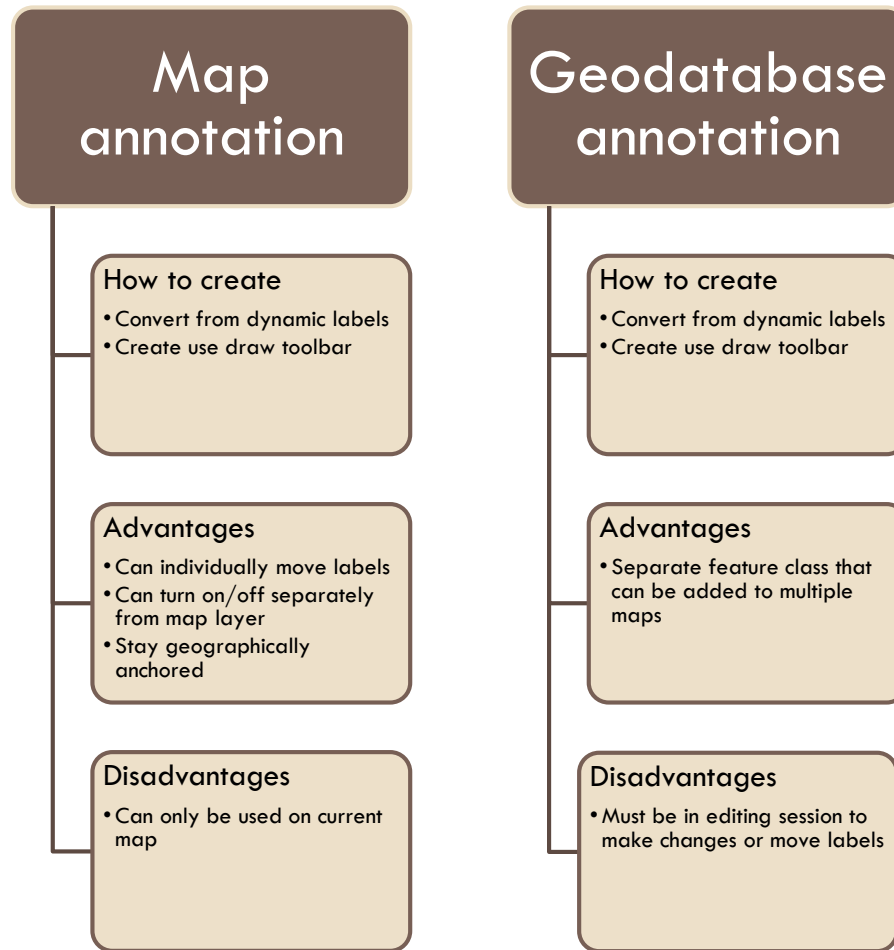 Map
annotation
How to create
• Convert from dynamic labels
• Create use draw toolbar
Advantages
• Can individually move labels
• Can turn on/off separately
from map layer
• Stay geographically
anchored
Disadvantages
• Can only be used on current
map
Geodatabase
annotation
How to create
• Convert from dynamic labels
• Create use draw toolbar
Advantages
• Separate feature class that
can be added to multiple
maps
Disadvantages
• Must be in editing session to
make changes or move labels